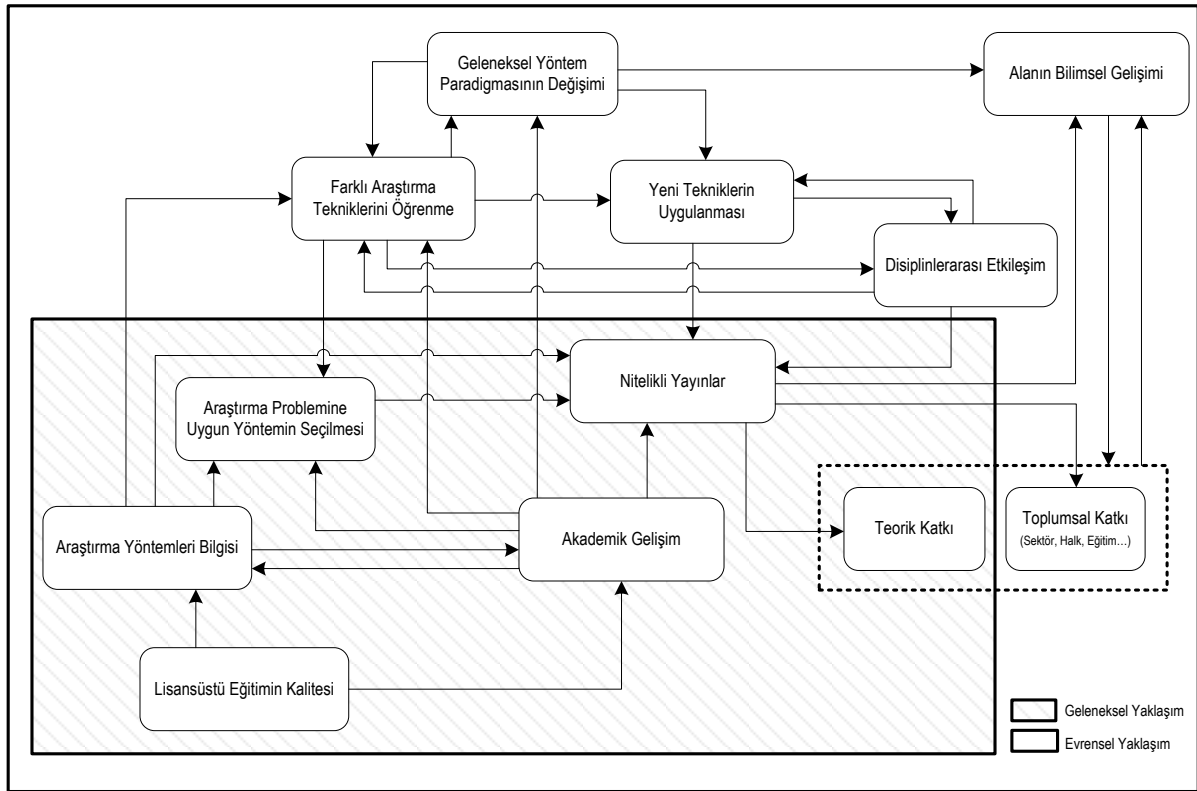 Geleneksel Yöntem
Paradigmasının Değişimi
Alanın Bilimsel Gelişimi
Farklı Araştırma
Tekniklerini Öğrenme
Yeni Tekniklerin
Uygulanması
Disiplinlerarası Etkileşim
Nitelikli Yayınlar
Araştırma Problemine
Uygun Yöntemin Seçilmesi
Araştırma Yöntemleri Bilgisi
Akademik Gelişim
Teorik Katkı
Toplumsal Katkı
(Sektör, Halk, Eğitim…)
Lisansüstü Eğitimin Kalitesi
Geleneksel Yaklaşım
Evrensel Yaklaşım